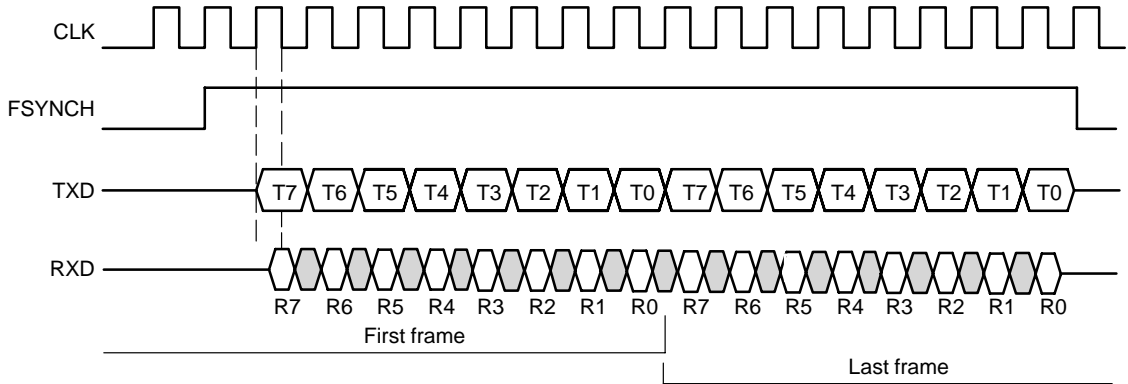 CLK
FSYNCH
TXD T7 T6 T5 T4 T3 T2 T1 T0 T7 T6 T5 T4 T3 T2 T1 T0
RXD
R7 R6 R5 R4 R3 R2 R1 R0 R7 R6 R5 R4 R3 R2 R1 R0
First frame
Last frame